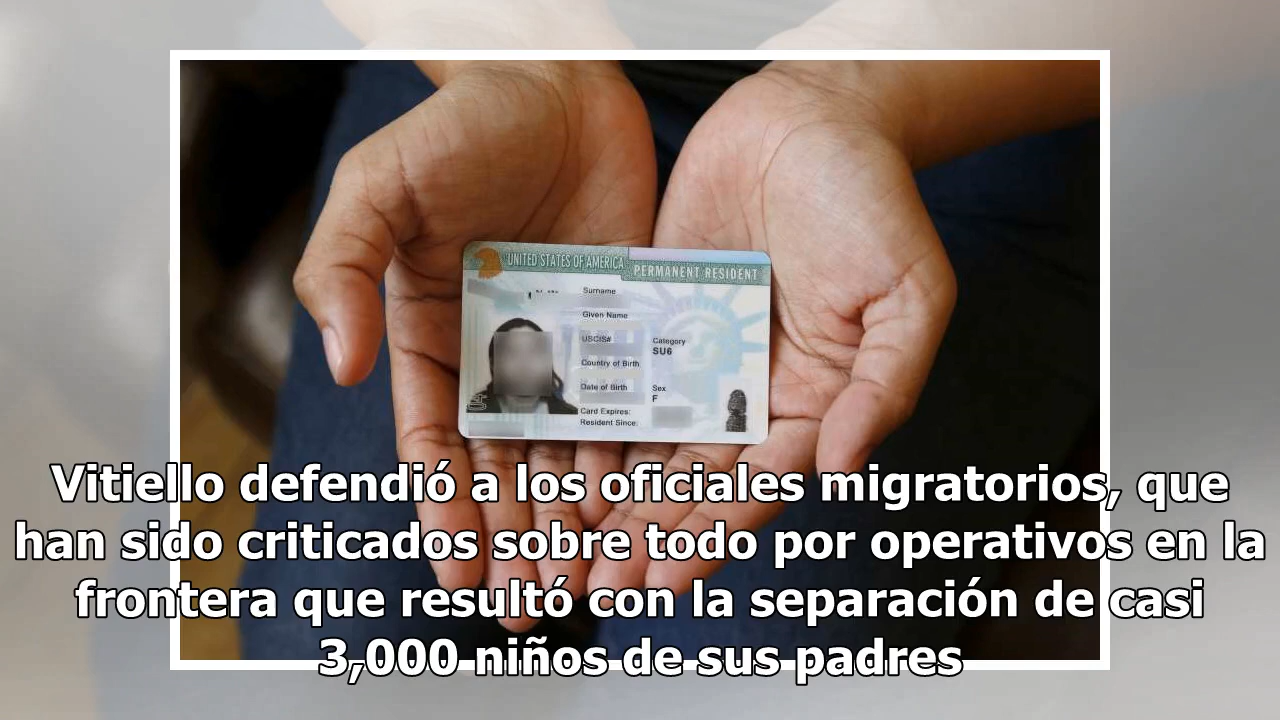 UNITED STATES OF AMERICA
PERMANENT RESIDENT
Surname
Given Name
USCIS#
Category
SU6
Country of Birth
Date of Birth
Sex
F
Card Expires:
Resident Since:
Vitiello defendió a los oficiales migratorios, que
han sido criticados sobre todo por operativos en la
frontera que resultó con la separación de casi
3,000 niños de sus padres